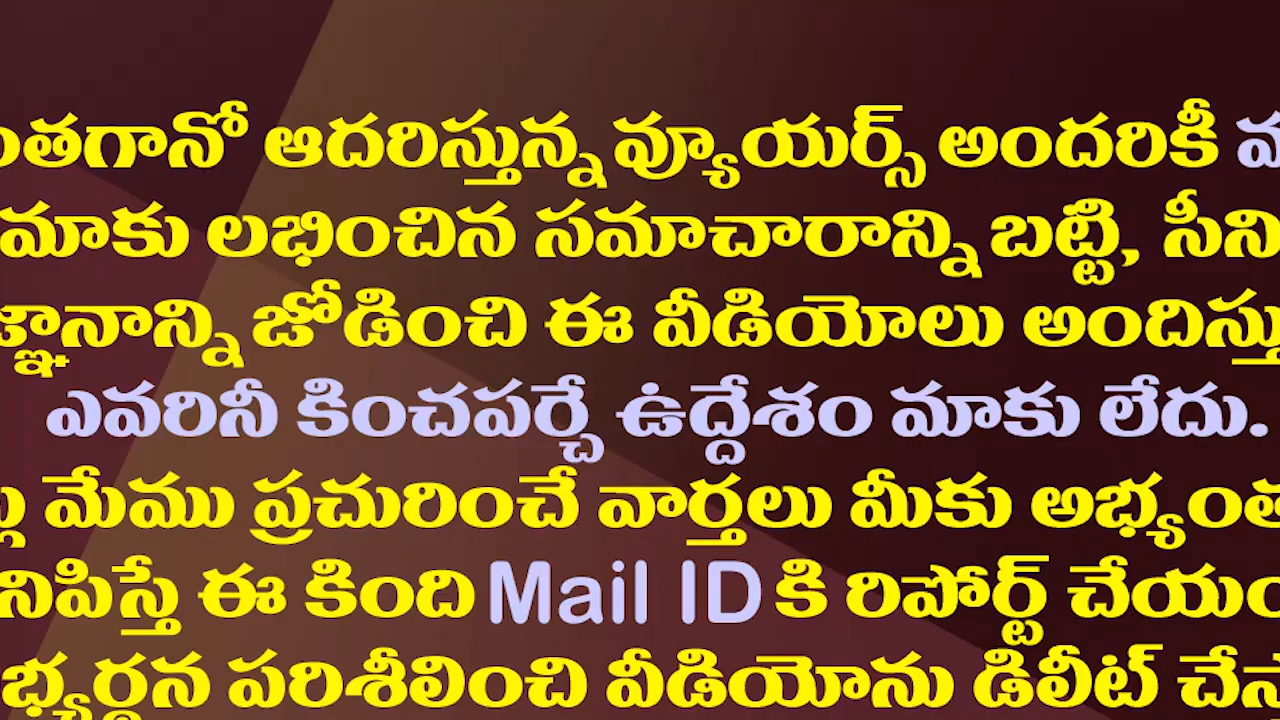 ంతగానో ఆదరిస్తున్న వ్యూయర్స్ అందరికీ
మాకు లభించిన సమాచారాన్ని బట్టి, సీని
జ్ఞానాన్ని జోడించి ఈ వీడియోలు అందిస్తు
ఎవరినీ కించపర్చే ఉద్దేశం మాకు లేదు.
మేము ప్రచురించే వార్తలు మీకు అభ్యంత
నిపిస్తే ఈ కింది Mail ID కి రిపోర్ట్ చేయం
భ్యర్థన పరిశీలించి వీడియోను డిలీట్ చేస